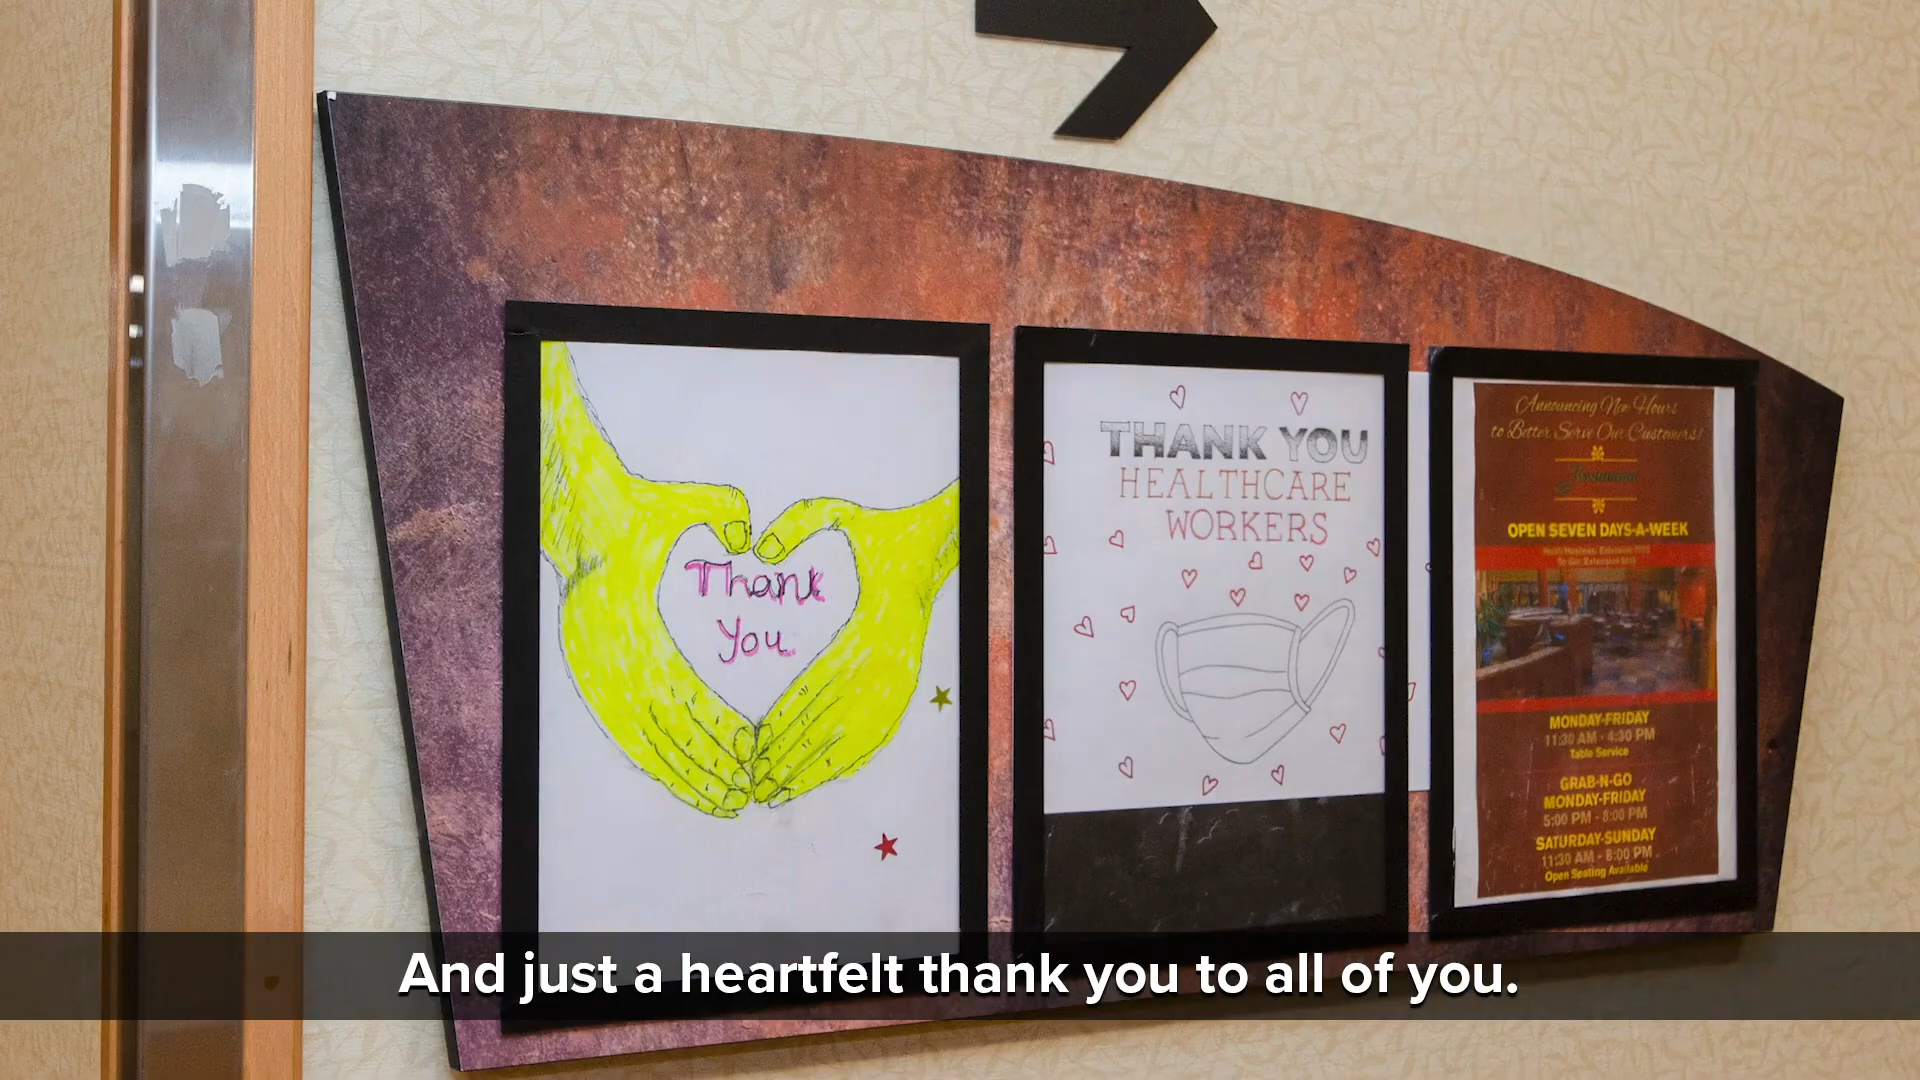 Thank
you
THANK YOU
HEALTHCARE
WORKERS
Announcing New Hours
to Better Serve Our Customers!
OPEN SEVEN DAYS-A-WEEK
MONDAY-FRIDAY
11:30 AM - 4:30 PM
Table Service
GRAB-N-GO
MONDAY-FRIDAY
5:00 PM - 8:00 PM
SATURDAY-SUNDAY
11:30 AM - 8:00 PM
Open Seating Available
And just a heartfelt thank you to all of you.